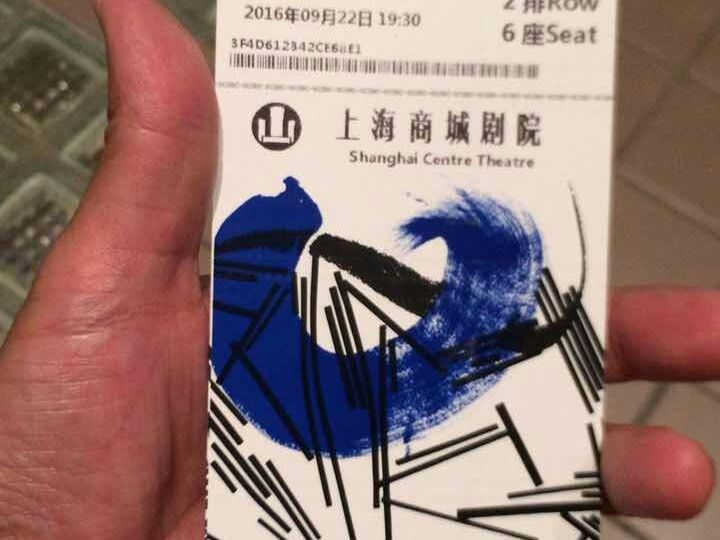 2排Row
2016年09月22日 19:30
6座Seat
3F4D612342CE68E1
上海商城剧院
Shanghai Centre Theatre